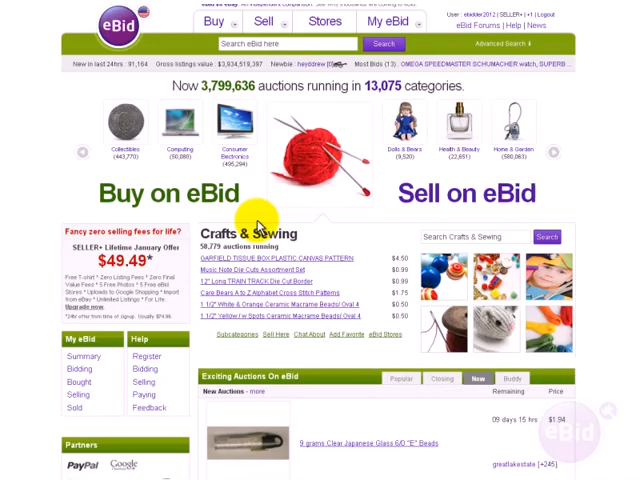 eBid
Buy
Sell
Stores
My eBid
User : ebidder2012 | SELLER+ | +1 | Logout
eBid Forums | Help | News
Search eBid here
Search
Advanced Search
New in last 24hrs : 91,164
Gross listings value : $3,934,519,397
Newbie : heyddrew [0]
Most Bids (13) : OMEGA SPEEDMASTER SCHUMACHER watch, SUPERB ...
Now 3,799,636 auctions running in 13,075 categories.
Collectibles
(443,770)
Computing
(50,080)
Consumer
Electronics
(495,294)
Dolls & Bears
(9,520)
Health & Beauty
(22,651)
Home & Garden
(580,063)
Buy on eBid
Sell on eBid
Fancy zero selling fees for life?
SELLER+ Lifetime January Offer
$49.49*
Free T-shirt * Zero Listing Fees * Zero Final
Value Fees * 5 Free Photos * 5 Free eBid
Stores * Uploads to Google Shopping * Import
from eBay * Unlimited Listings * For Life.
Upgrade now.
*24hr offer from time of signup. Usually $74.95.
Crafts & Sewing
58,779 auctions running
GARFIELD TISSUE BOX PLASTIC CANVAS PATTERN $4.50
Music Note Die Cuts Assortment Set $0.99
12" Long TRAIN TRACK Die Cut Border $0.99
Care Bears A to Z Alphabet Cross Stitch Patterns $1.75
1 1/2" White & Orange Ceramic Macrame Beads/ Oval 4 $0.50
1 1/2" Yellow /w Spots Ceramic Macrame Beads/ Oval 4 $0.50
Subcategories Sell Here Chat About Add Favorite eBid Stores
Search Crafts & Sewing
Search
My eBid
Summary
Bidding
Bought
Selling
Sold
Help
Register
Bidding
Selling
Paying
Feedback
Partners
PayPal
Google
Exciting Auctions On eBid
Popular
Closing
New
Buddy
New Auctions - more
Remaining
Price
9 grams Clear Japanese Glass 6/0 "E" Beads
09 days 15 hrs
$1.94
greatlakestate [+245]
eBid